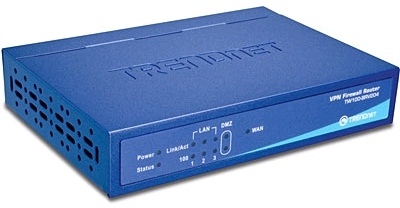 TRENDNET
VPN Firewall Router
TW100-BRV204
TRENDNET
LAN
DMZ
WAN
Power
Link/Act
Status
100
1 2 3